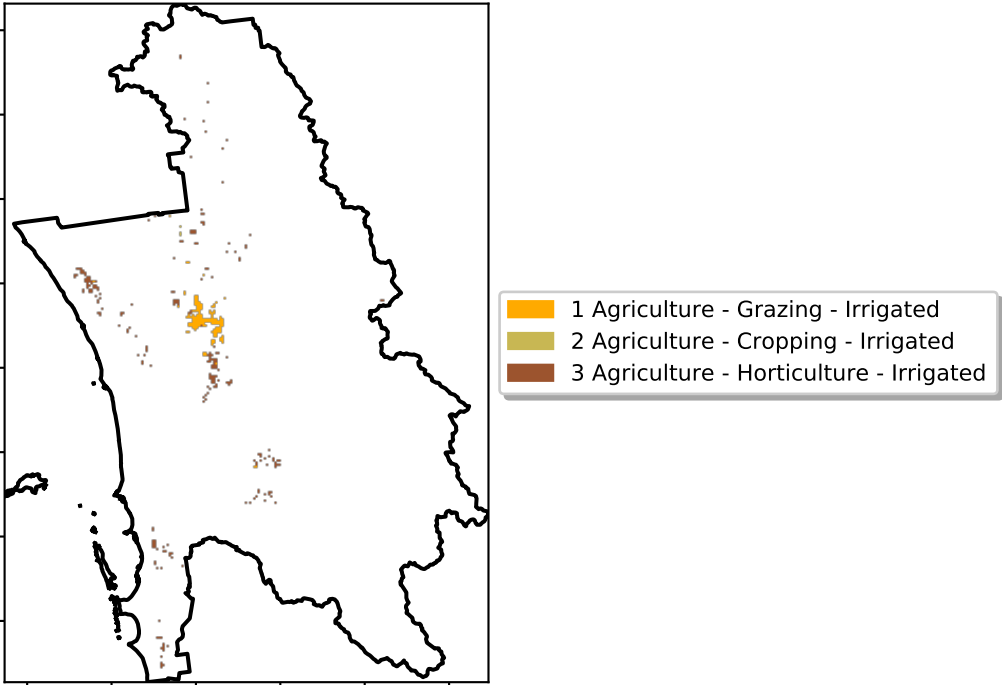 1 Agriculture - Grazing - Irrigated
2 Agriculture - Cropping - Irrigated
3 Agriculture - Horticulture - Irrigated